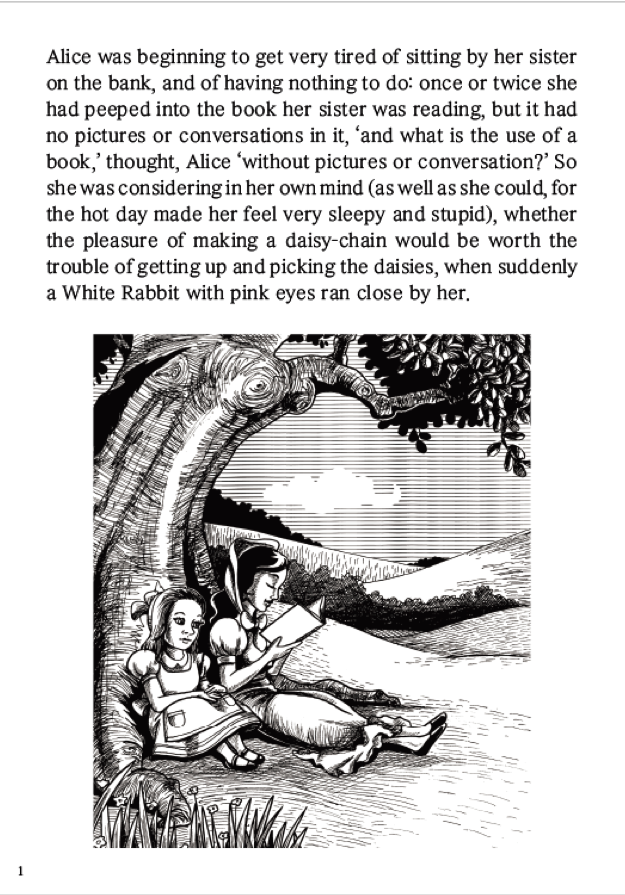 Alice was beginning to get very tired of sitting by her sister
on the bank, and of having nothing to do: once or twice she
had peeped into the book her sister was reading, but it had
no pictures or conversations in it, ‘and what is the use of a
book,’ thought, Alice ‘without pictures or conversation?’ So
she was considering in her own mind (as well as she could, for
the hot day made her feel very sleepy and stupid), whether
the pleasure of making a daisy-chain would be worth the
trouble of getting up and picking the daisies, when suddenly
a White Rabbit with pink eyes ran close by her.
1